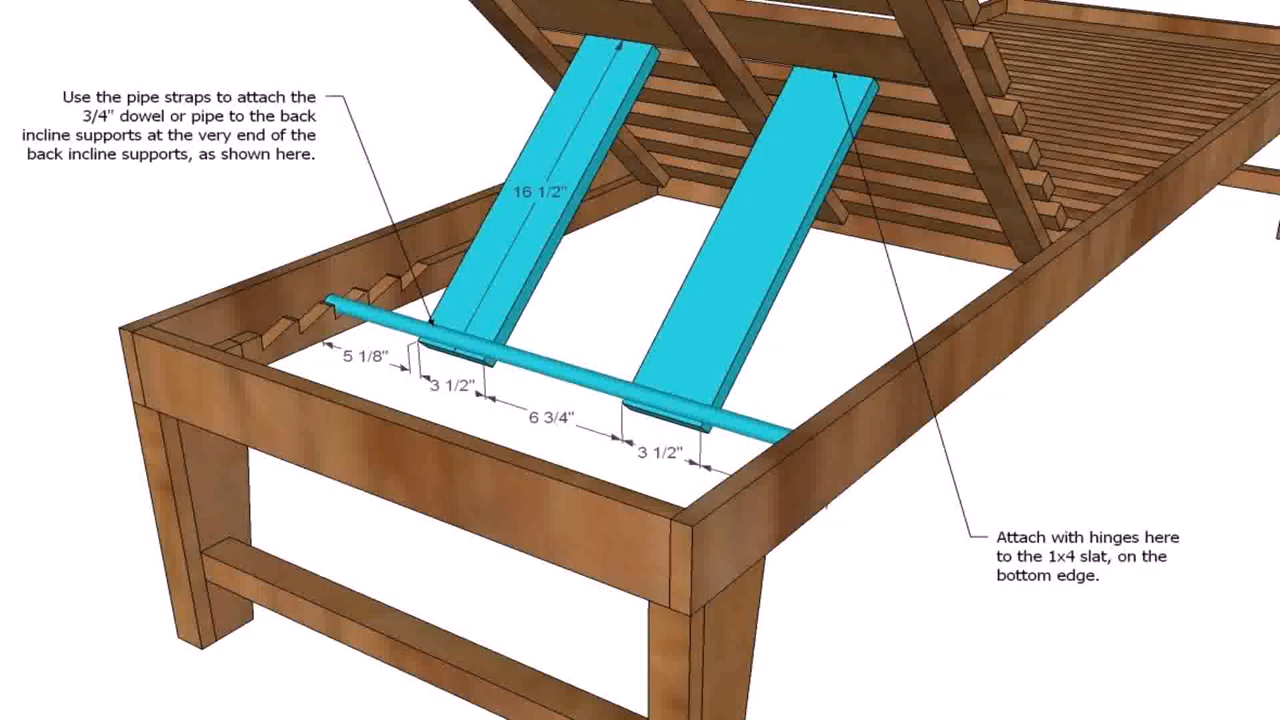 Use the pipe straps to attach the
3/4" dowel or pipe to the back
incline supports at the very end of the
back incline supports, as shown here.
16 1/2"
5 1/8"
3 1/2"
6 3/4"
3 1/2"
Attach with hinges here
to the 1x4 slat, on the
bottom edge.